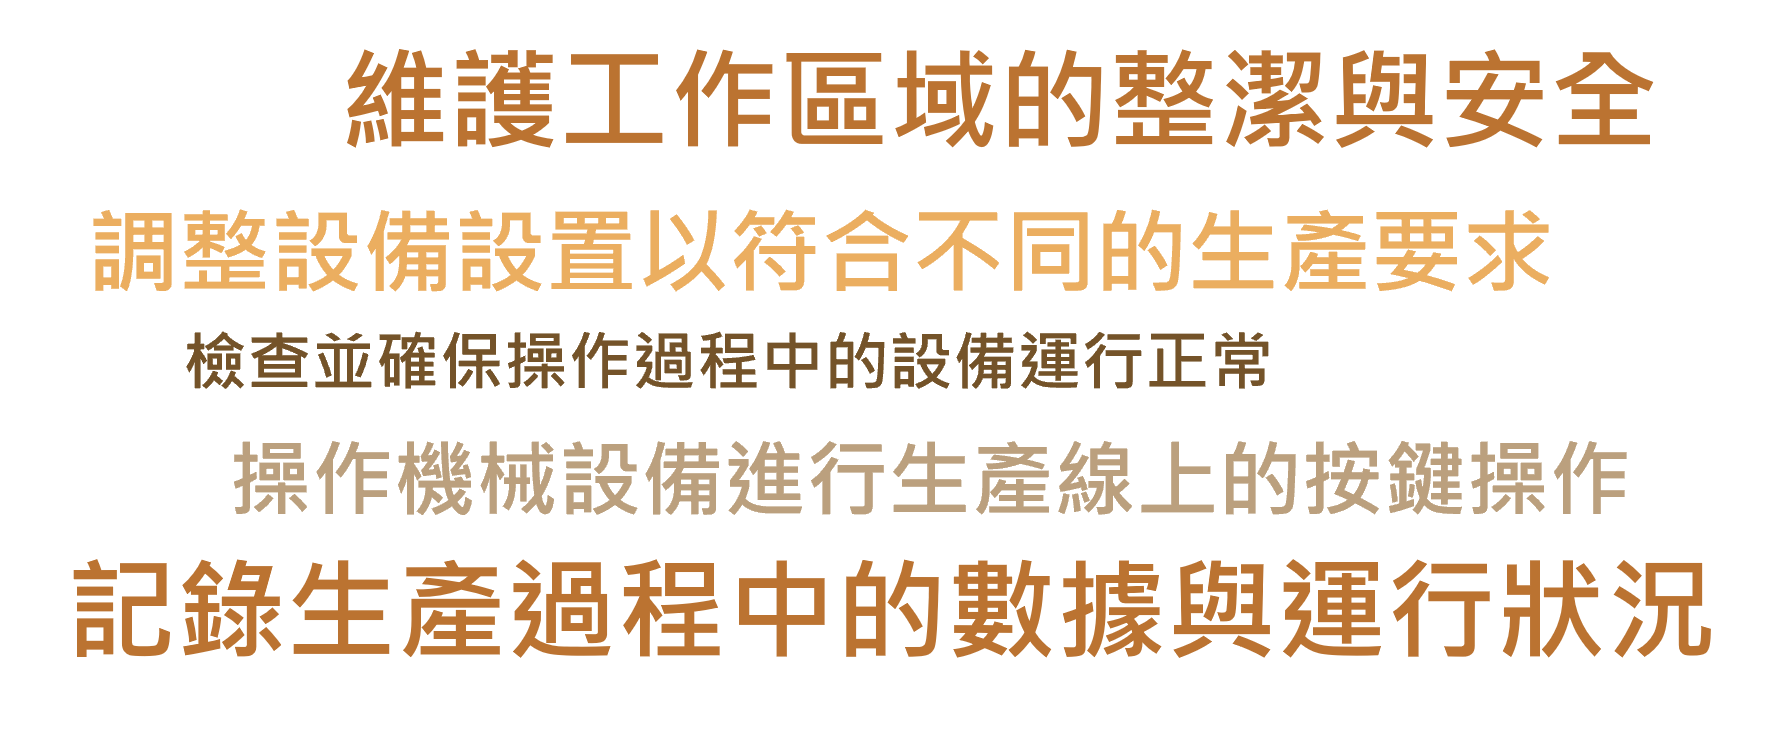 維護工作區域的整潔與安全
調整設備設置以符合不同的生產要求
檢查並確保操作過程中的設備運行正常
操作機械設備進行生產線上的按鍵操作
記錄生產過程中的數據與運行狀況